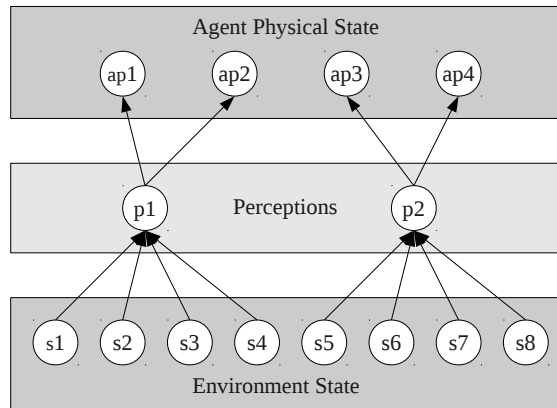 Agent Physical State
ap1 ap2 ap3 ap4
p1 Perceptions p2
s1 s2 s3 s4 s5 s6 s7 s8
Environment State